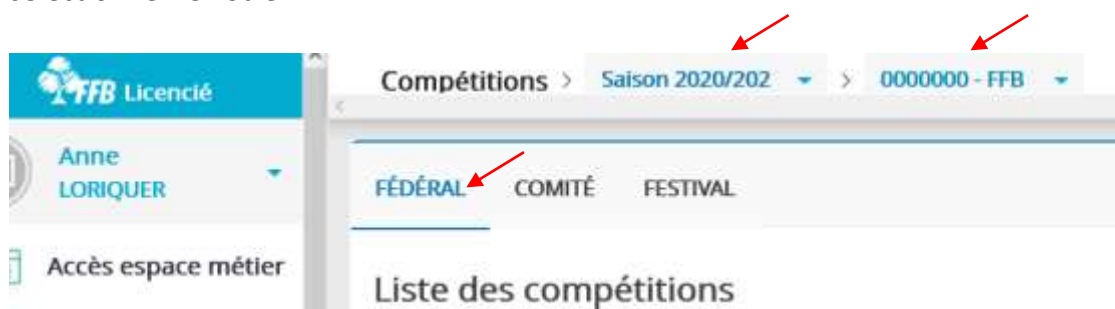 FFB Licencié
Compétitions > Saison 2020/202 > 0000000 - FFB
Anne
LORIQUER
FÉDÉRAL COMITÉ FESTIVAL
Accès espace métier
Liste des compétitions